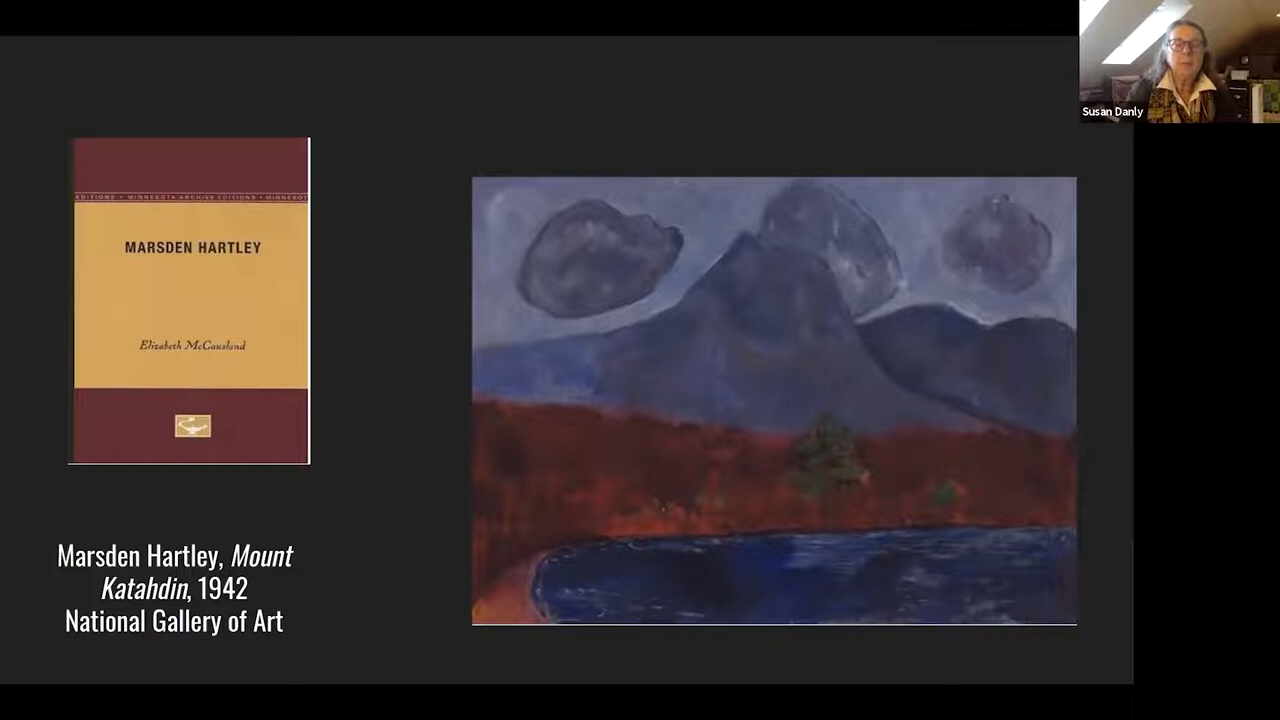 Susan Danly
EDITIONS • MINNESOTA ARCHIVE EDITIONS • MINNESOT
MARSDEN HARTLEY
Elizabeth McCausland
Marsden Hartley, Mount
Katahdin, 1942
National Gallery of Art